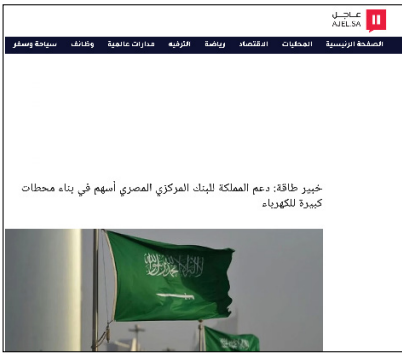 عاجل
AJEL.SA
الصفحة الرئيسية المحليات الاقتصاد رياضة الترفيه مدارات عالمية وظائف سياحة وسفر
خبير طاقة: دعم المملكة للبنك المركزي المصري أسهم في بناء محطات
كبيرة للكهرباء